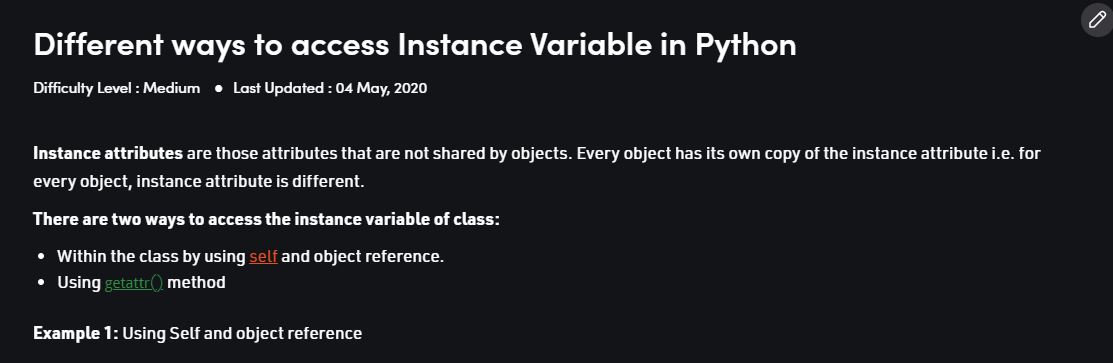 Different ways to access Instance Variable in Python
Difficulty Level : Medium ● Last Updated : 04 May, 2020
Instance attributes are those attributes that are not shared by objects. Every object has its own copy of the instance attribute i.e. for
every object, instance attribute is different.
There are two ways to access the instance variable of class:
• Within the class by using self and object reference.
• Using getattr() method
Example 1: Using Self and object reference